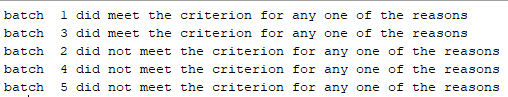 batch  1 did meet the criterion for any one of the reasons
batch  3 did meet the criterion for any one of the reasons
batch  2 did not meet the criterion for any one of the reasons
batch  4 did not meet the criterion for any one of the reasons
batch  5 did not meet the criterion for any one of the reasons